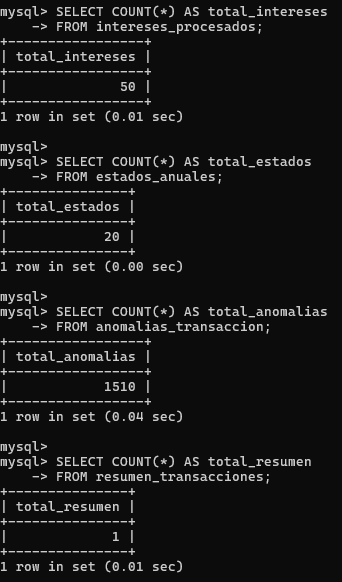 mysql> SELECT COUNT(*) AS total_intereses
    -> FROM intereses_procesados;
+-----------------+
| total_intereses |
+-----------------+
|              50 |
+-----------------+
1 row in set (0.01 sec)

mysql>
mysql> SELECT COUNT(*) AS total_estados
    -> FROM estados_anuales;
+---------------+
| total_estados |
+---------------+
|            20 |
+---------------+
1 row in set (0.00 sec)

mysql>
mysql> SELECT COUNT(*) AS total_anomalias
    -> FROM anomalias_transaccion;
+-----------------+
| total_anomalias |
+-----------------+
|            1510 |
+-----------------+
1 row in set (0.04 sec)

mysql>
mysql> SELECT COUNT(*) AS total_resumen
    -> FROM resumen_transacciones;
+---------------+
| total_resumen |
+---------------+
|             1 |
+---------------+
1 row in set (0.01 sec)